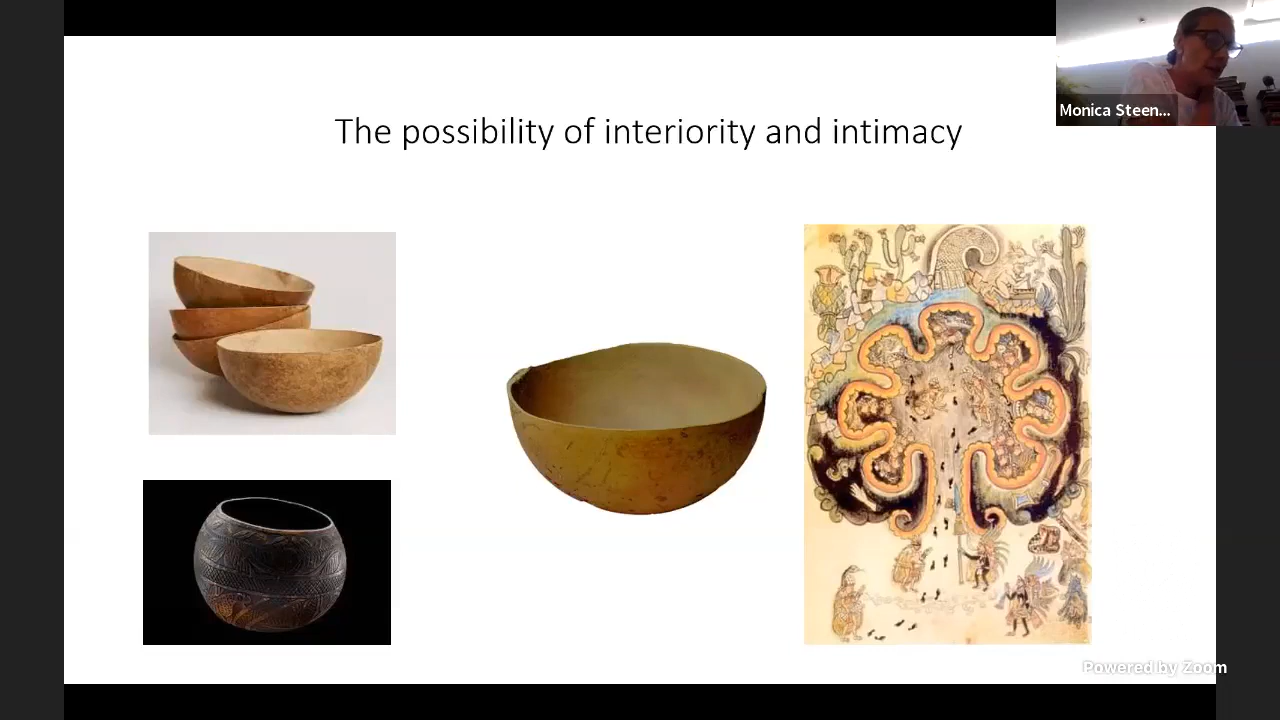 The possibility of interiority and intimacy
Monica Steen...
Powered by Zoom